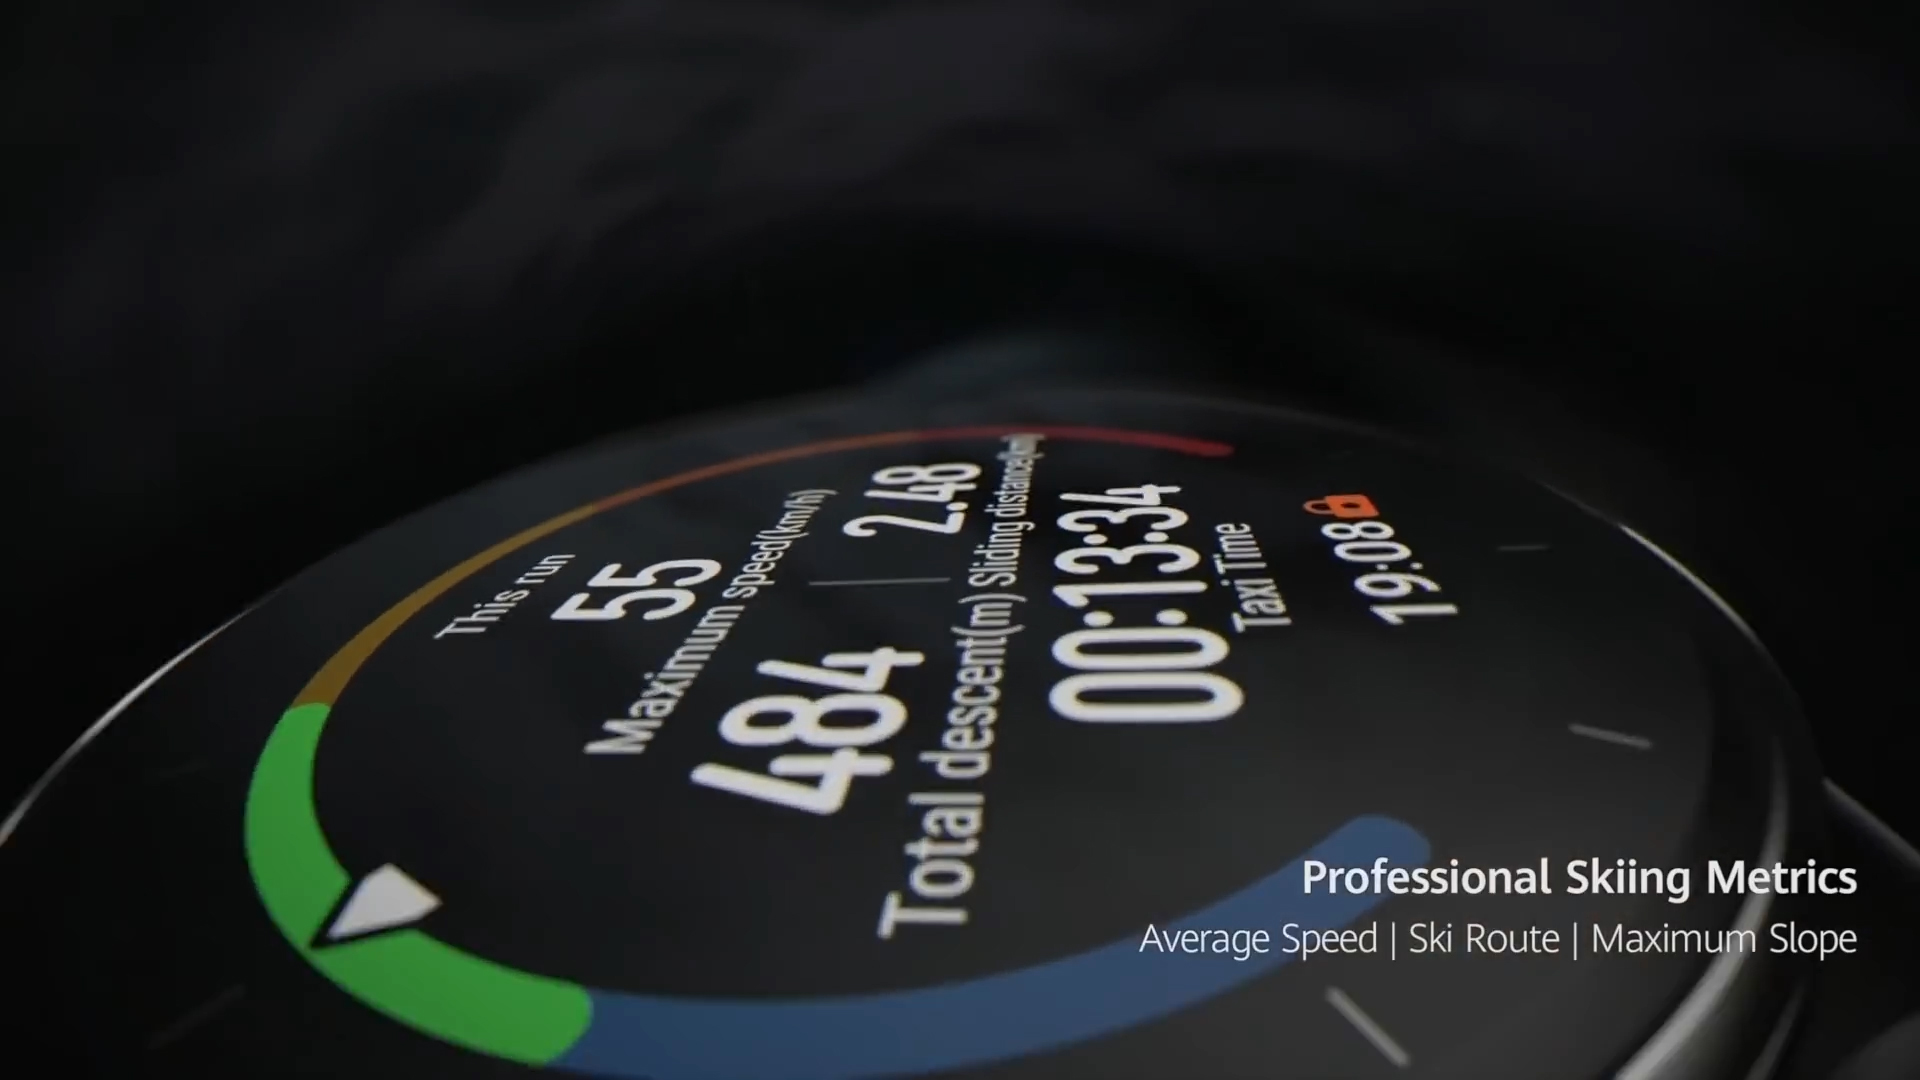 This run
55
Maximum speed(km/h)
484
2.48
Total descent(m)
Sliding distance(km)
00:13:34
Taxi Time
19:08
Professional Skiing Metrics
Average Speed | Ski Route | Maximum Slope